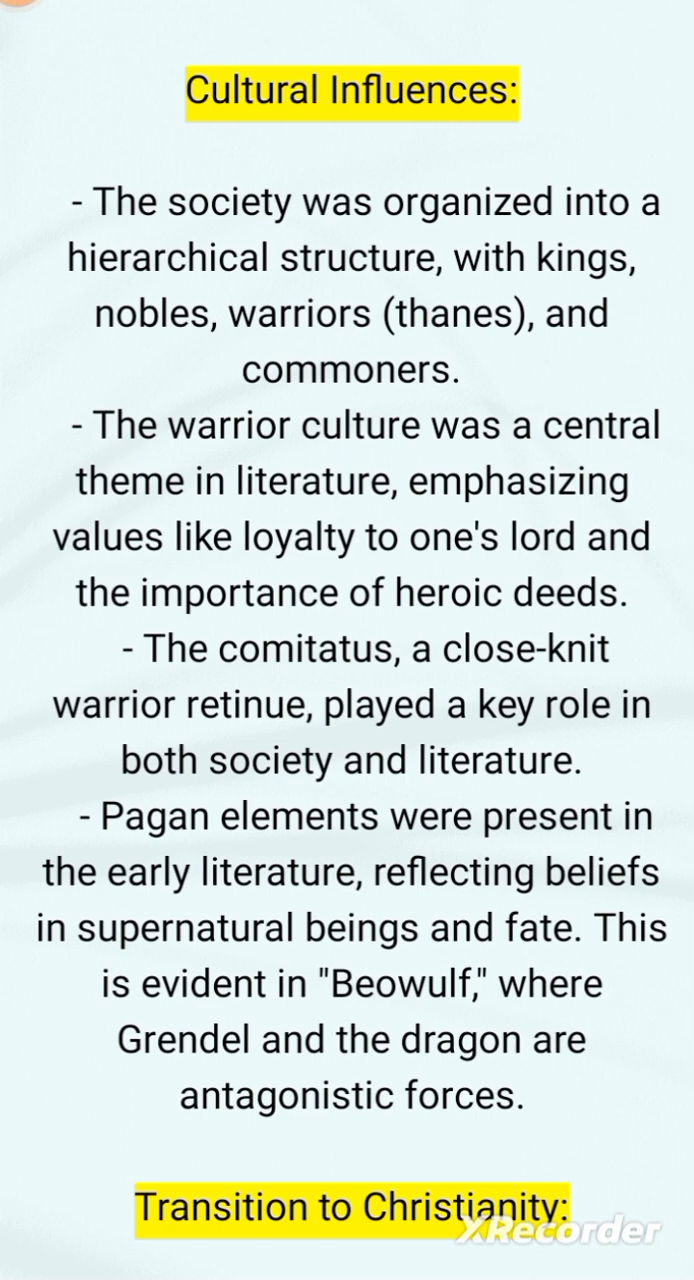 Cultural Influences:
- The society was organized into a
hierarchical structure, with kings,
nobles, warriors (thanes), and
commoners.
- The warrior culture was a central
theme in literature, emphasizing
values like loyalty to one's lord and
the importance of heroic deeds.
- The comitatus, a close-knit
warrior retinue, played a key role in
both society and literature.
- Pagan elements were present in
the early literature, reflecting beliefs
in supernatural beings and fate. This
is evident in "Beowulf," where
Grendel and the dragon are
antagonistic forces.
Transition to Christianity:
XRecorder